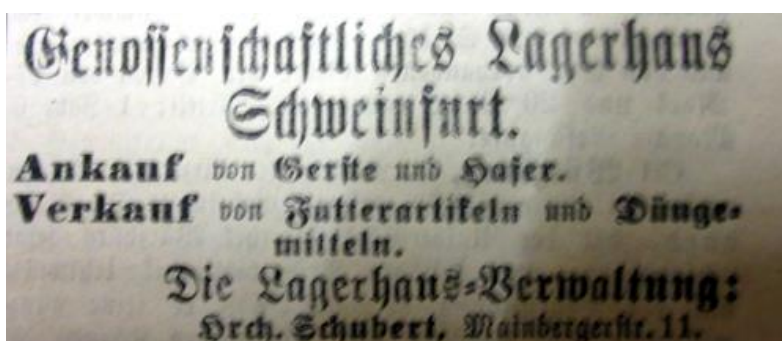 Genossenschaftliches Lagerhaus
Schweinfurt.
Ankauf von Gerste und Hafer.
Verkauf von Futterartikeln und Dünge-
mitteln.
Die Lagerhaus-Verwaltung:
Hrch. Schubert, Mainbergerstr. 11.